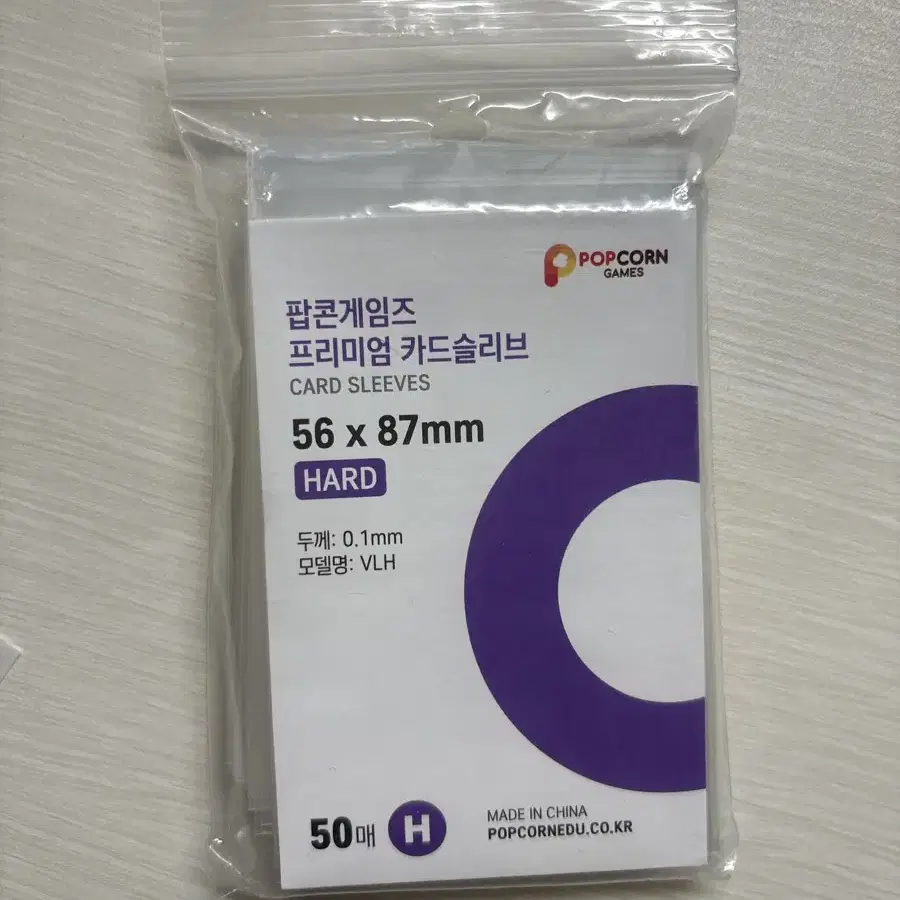 POPCORN
GAMES
팝콘게임즈
프리미엄 카드슬리브
CARD SLEEVES
56 x 87mm
HARD
두께: 0.1mm
모델명: VLH
50매 H
MADE IN CHINA
POPCORNEDU.CO.KR